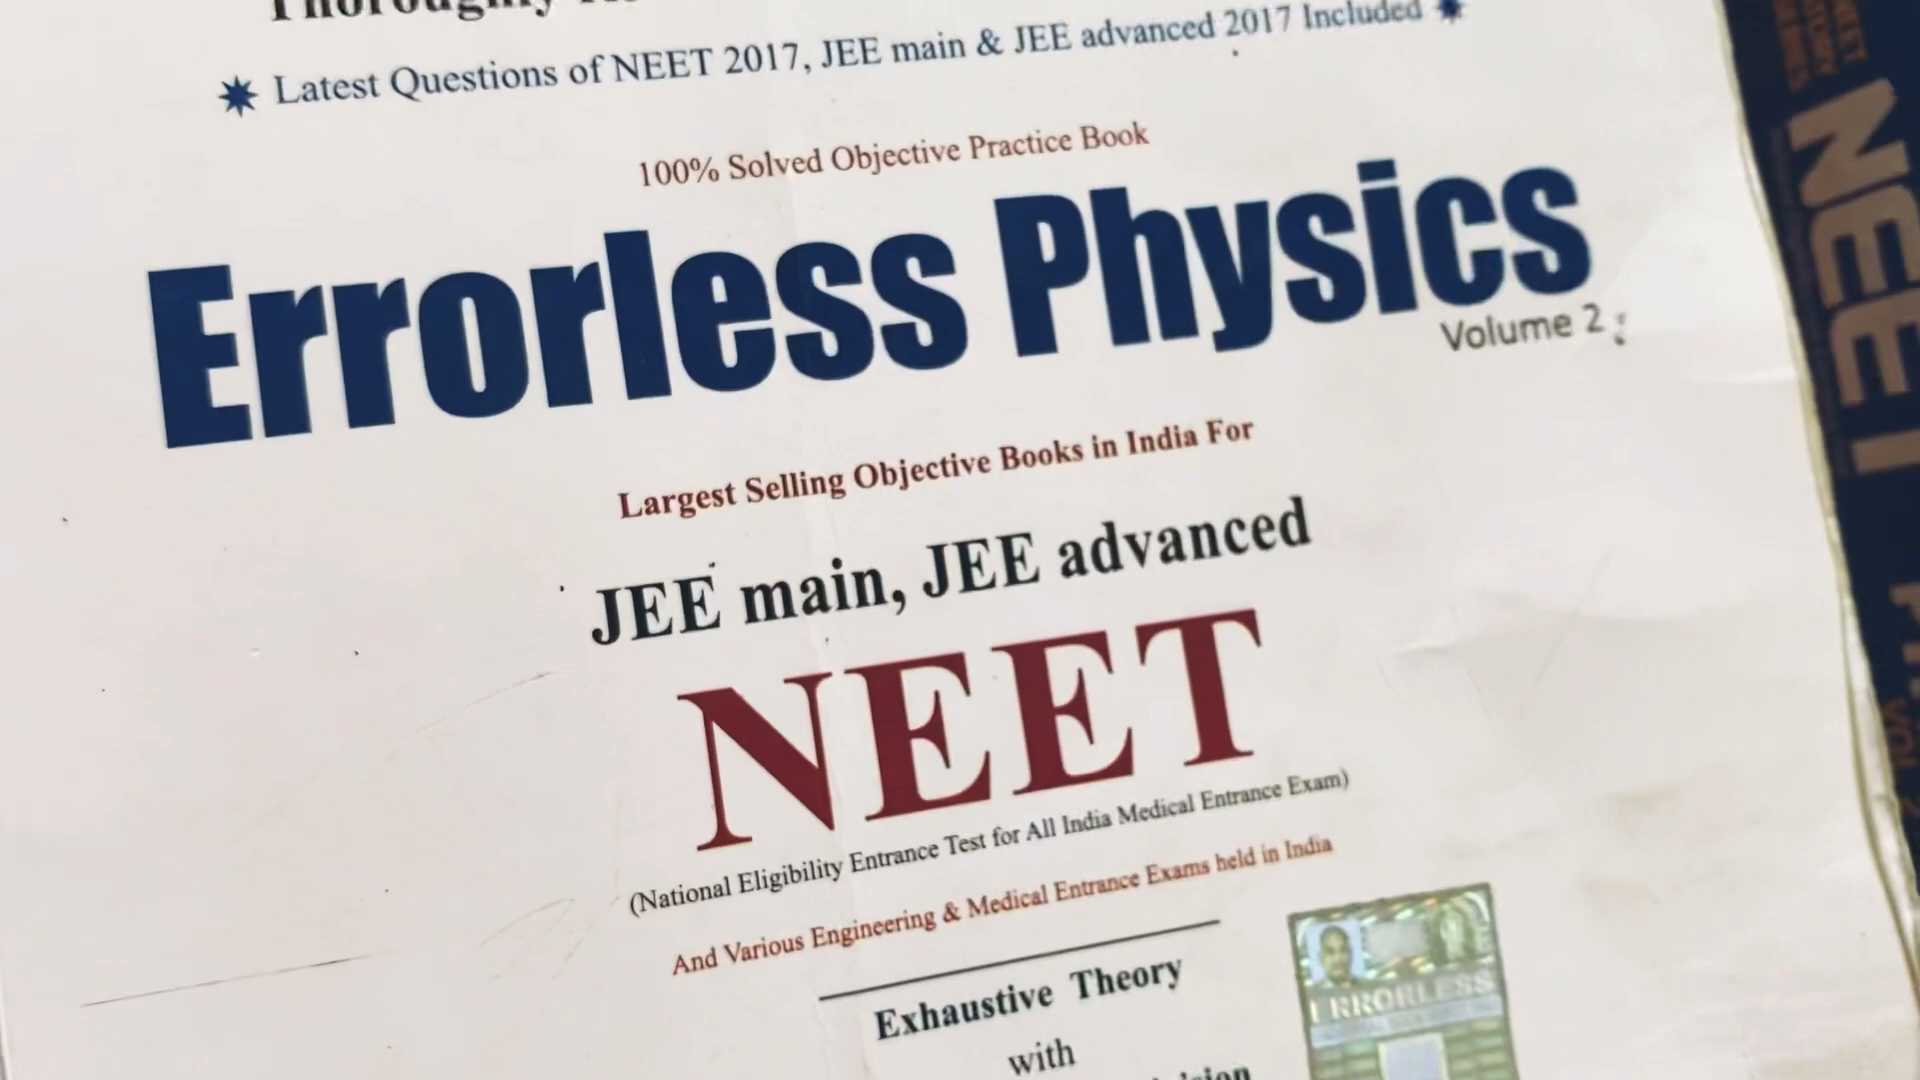 Thoroughly
Latest Questions of NEET 2017, JEE main & JEE advanced 2017 Included
100% Solved Objective Practice Book
Errorless Physics
Volume 2
Largest Selling Objective Books in India For
JEE main, JEE advanced
NEET
(National Eligibility Entrance Test for All India Medical Entrance Exam)
And Various Engineering & Medical Entrance Exams held in India
Exhaustive Theory
with
ERRORLESS
NEET